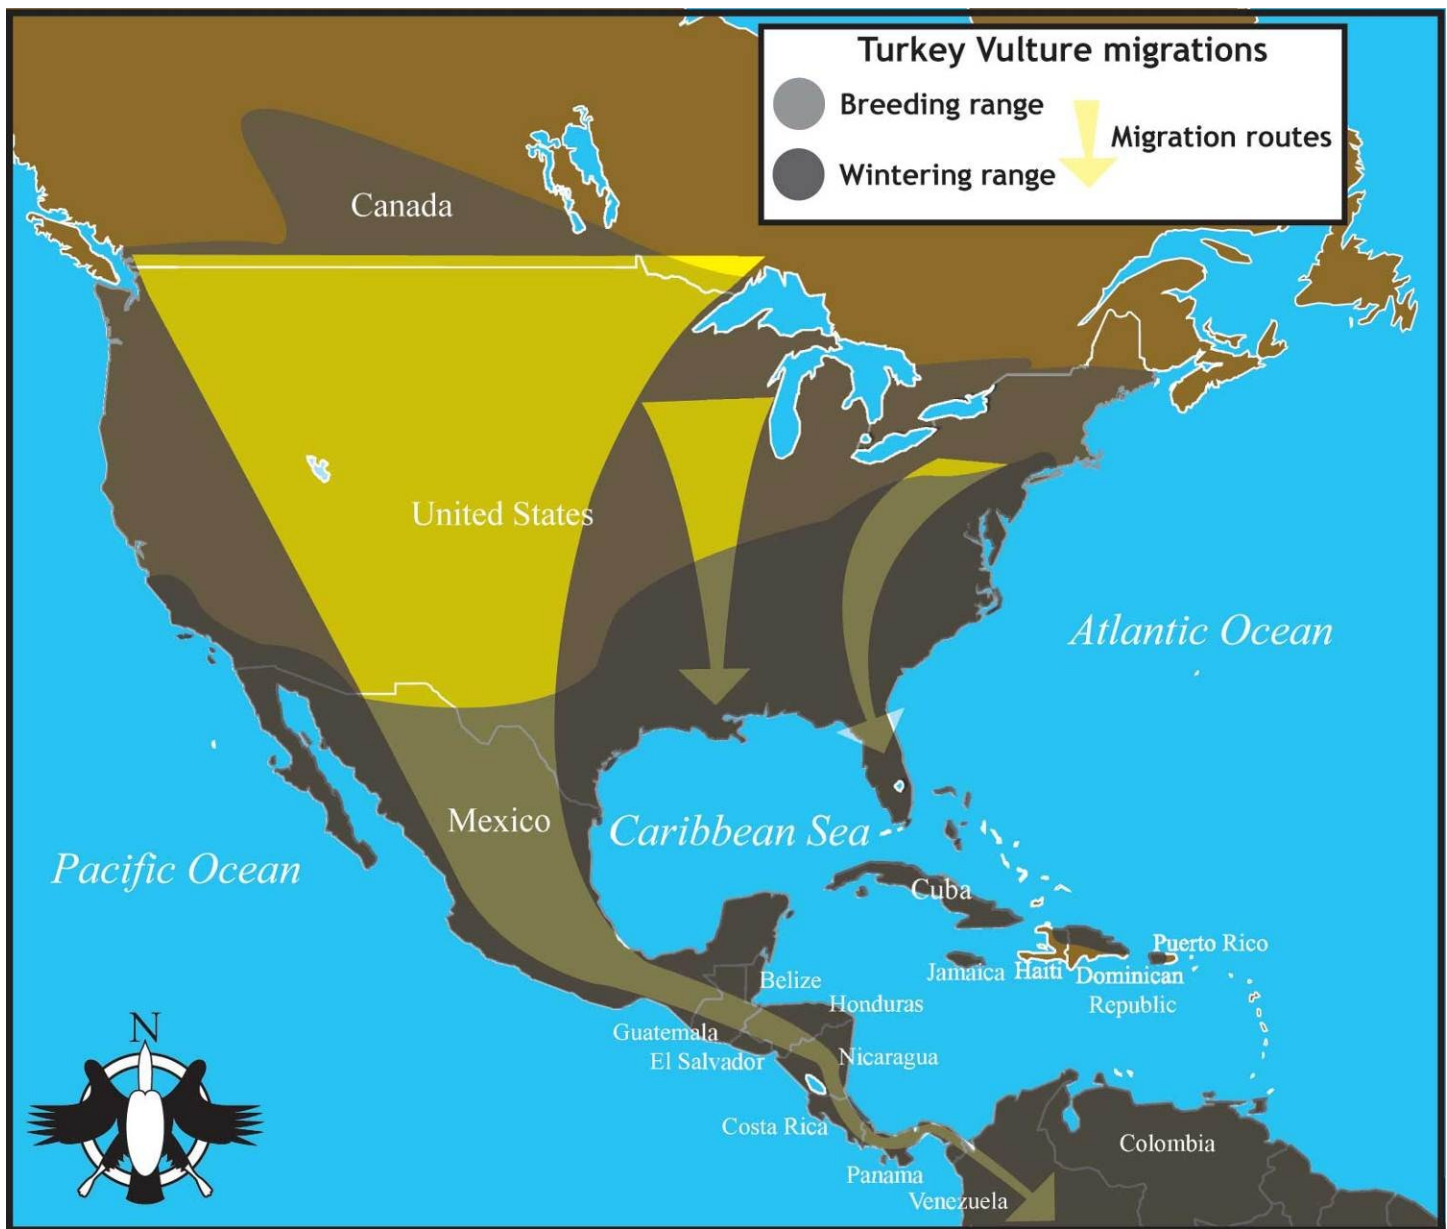 Turkey Vulture migrations
Breeding range
Migration routes
Wintering range
Canada
United States
Atlantic Ocean
Mexico
Caribbean Sea
Pacific Ocean
Cuba
Puerto Rico
Jamaica
Haiti
Dominican
Republic
Belize
Honduras
Guatemala
El Salvador
Nicaragua
N
Costa Rica
Colombia
Panama
Venezuela